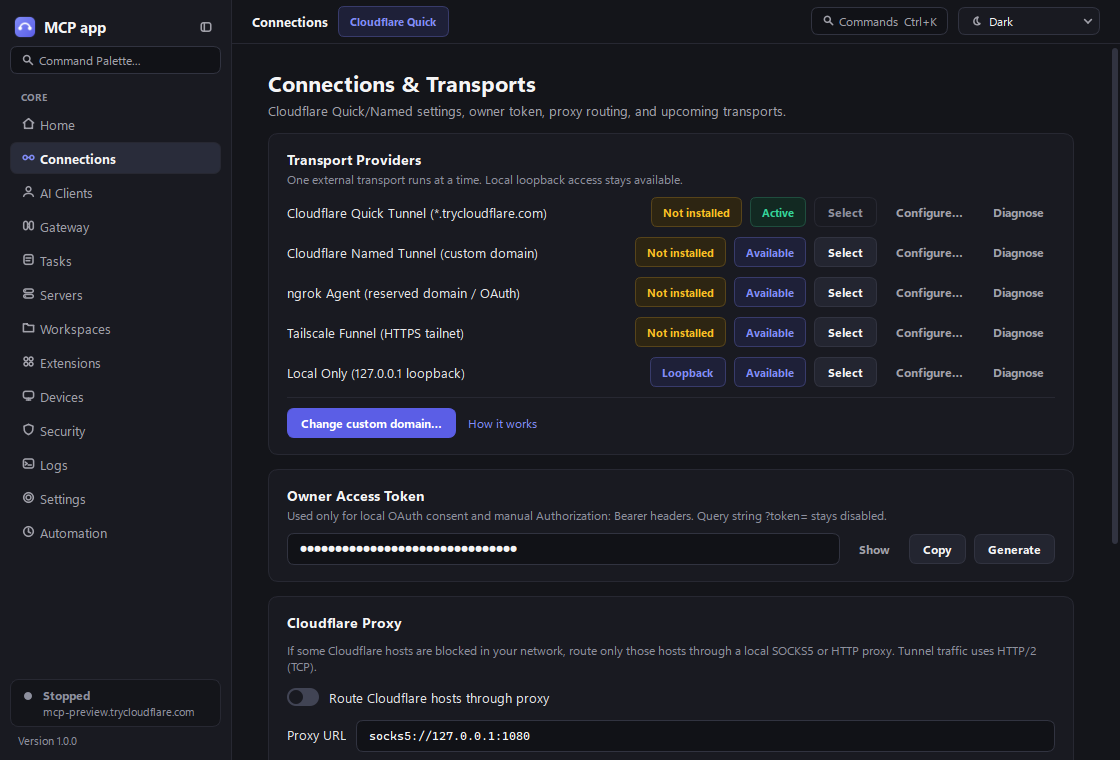 MCP app
Command Palette...
CORE
Home
Connections
AI Clients
Gateway
Tasks
Servers
Workspaces
Extensions
Devices
Security
Logs
Settings
Automation
Stopped
mcp-preview.trycloudflare.com
Version 1.0.0
Connections Cloudflare Quick Commands Ctrl+K Dark
Connections & Transports
Cloudflare Quick/Named settings, owner token, proxy routing, and upcoming transports.
Transport Providers
One external transport runs at a time. Local loopback access stays available.
Cloudflare Quick Tunnel (*.trycloudflare.com) Not installed Active Select Configure... Diagnose
Cloudflare Named Tunnel (custom domain) Not installed Available Select Configure... Diagnose
ngrok Agent (reserved domain / OAuth) Not installed Available Select Configure... Diagnose
Tailscale Funnel (HTTPS tailnet) Not installed Available Select Configure... Diagnose
Local Only (127.0.0.1 loopback) Loopback Available Select Configure... Diagnose
Change custom domain... How it works
Owner Access Token
Used only for local OAuth consent and manual Authorization: Bearer headers. Query string ?token= stays disabled.
Show Copy Generate
Cloudflare Proxy
If some Cloudflare hosts are blocked in your network, route only those hosts through a local SOCKS5 or HTTP proxy. Tunnel traffic uses HTTP/2
(TCP).
Route Cloudflare hosts through proxy
Proxy URL socks5://127.0.0.1:1080